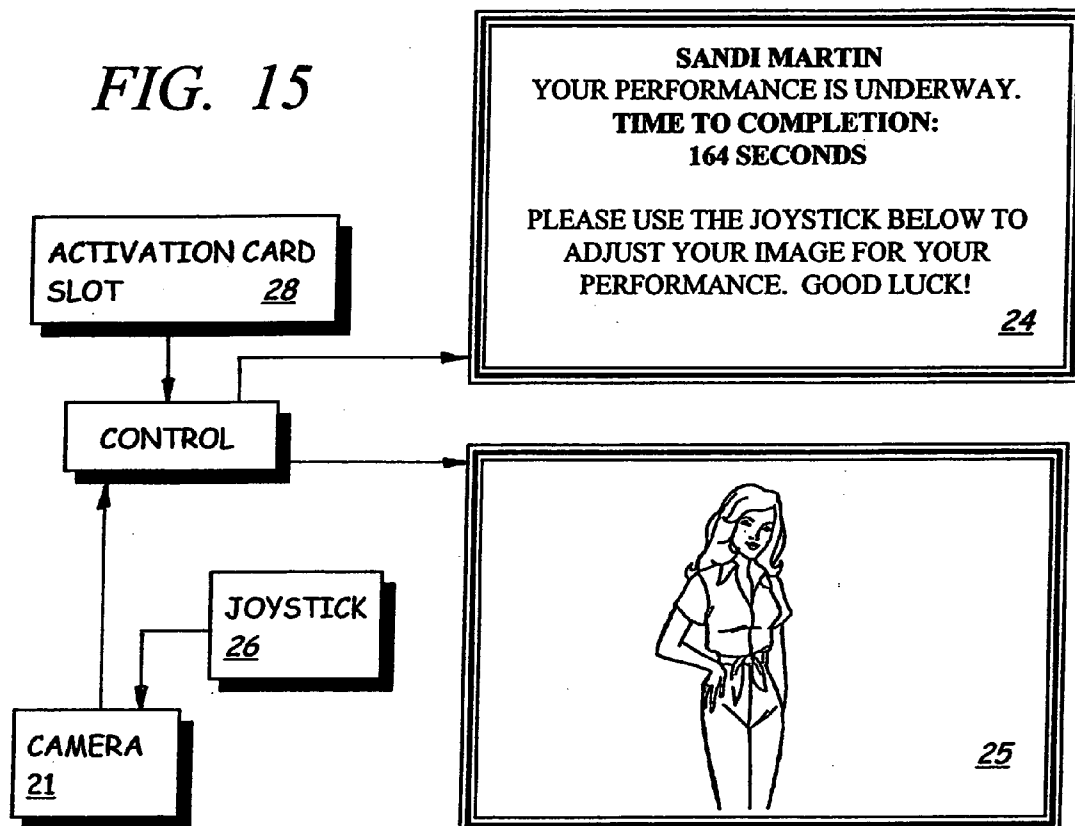 FIG. 15
SANDI MARTIN
YOUR PERFORMANCE IS UNDERWAY.
TIME TO COMPLETION:
164 SECONDS
PLEASE USE THE JOYSTICK BELOW TO
ADJUST YOUR IMAGE FOR YOUR
PERFORMANCE. GOOD LUCK!
24
ACTIVATION CARD
SLOT 28
CONTROL
JOYSTICK
26
CAMERA
21
25